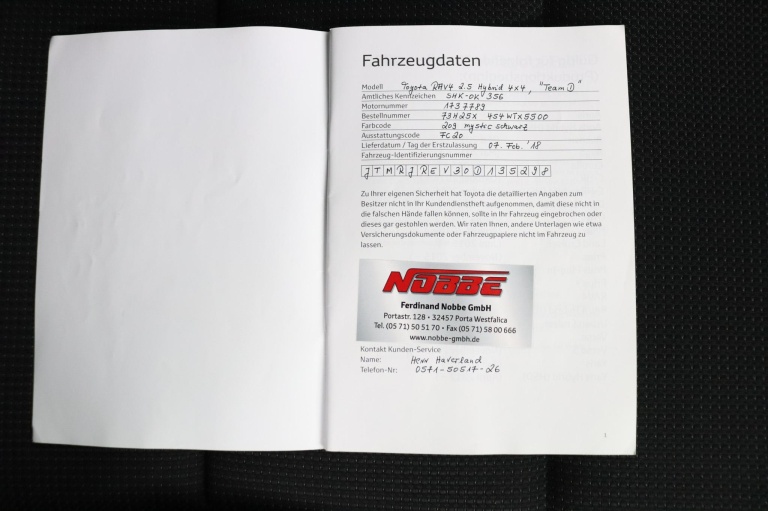 Fahrzeugdaten
Modell Toyota RAV4 2.5 Hybrid 4x4, "Team D"
Amtliches Kennzeichen SHK-OK 356
Motornummer 1737789
Bestellnummer 73H25X 454WTX5500
Farbcode 209 mystic schwarz
Ausstattungscode FC20
Lieferdatum / Tag der Erstzulassung 07. Feb. '18
Fahrzeug-Identifizierungsnummer
JTMRJREV30D135298
Zu Ihrer eigenen Sicherheit hat Toyota die detaillierten Angaben zum
Besitzer nicht in Ihr Kundendienstheft aufgenommen, damit diese nicht in
die falschen Hände fallen können, sollte in Ihr Fahrzeug eingebrochen oder
dieses gar gestohlen werden. Wir raten Ihnen, andere Unterlagen wie etwa
Versicherungsdokumente oder Fahrzeugpapiere nicht im Fahrzeug zu
lassen.
NOBBE
Ferdinand Nobbe GmbH
Portastr. 128 • 32457 Porta Westfalica
Tel. (05 71) 50 51 70 • Fax (05 71) 58 00 666
www.nobbe-gmbh.de
Kontakt Kunden-Service
Name: Herr Haverland
Telefon-Nr: 0571-50517-26
1